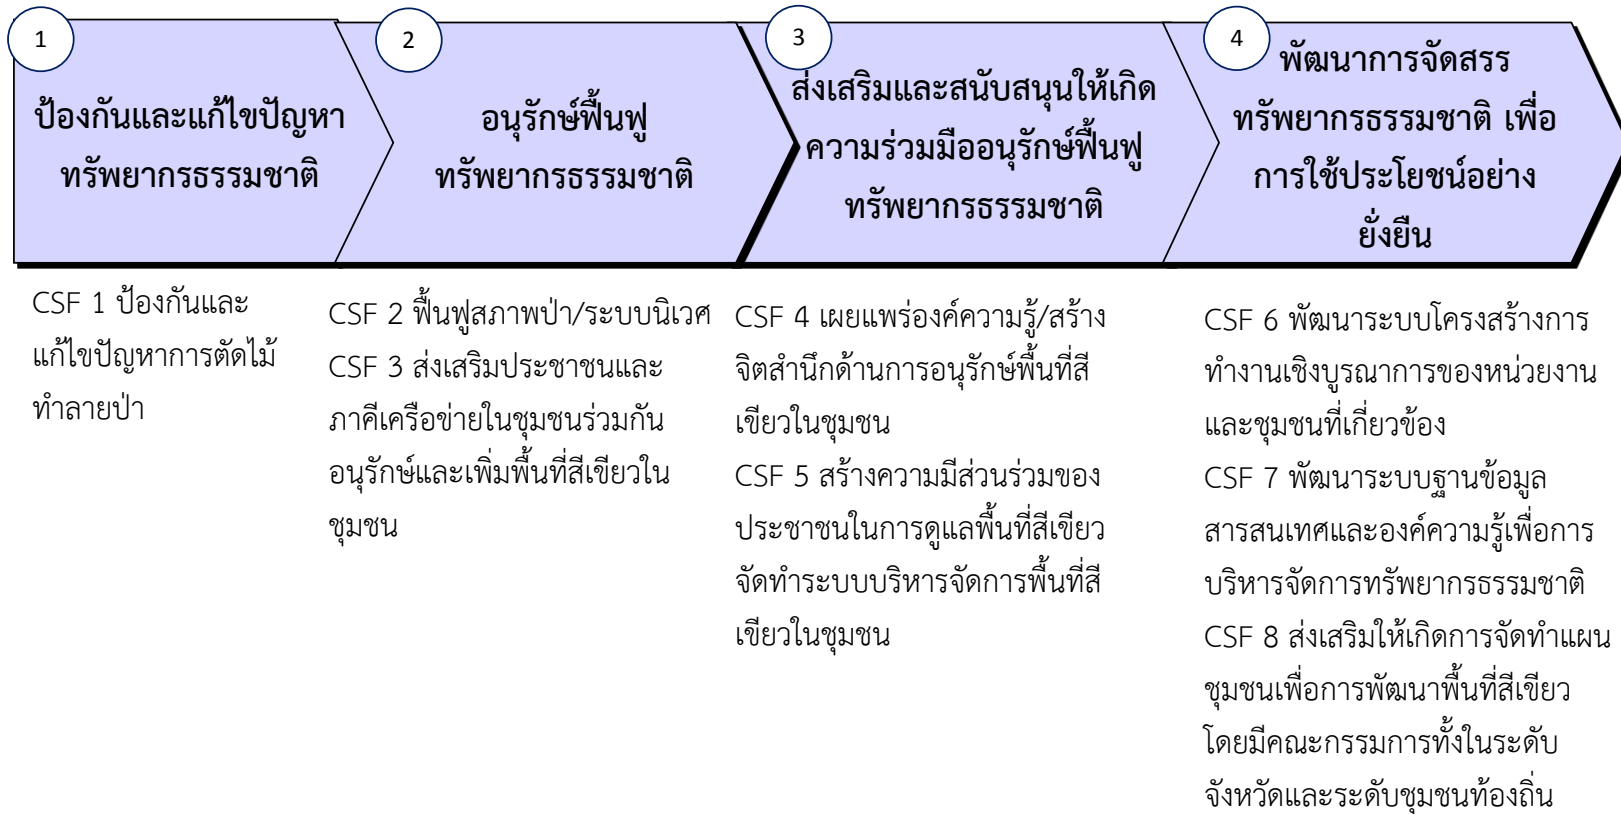 1
ป้องกันและแก้ไขปัญหา
ทรัพยากรธรรมชาติ
2
อนุรักษ์ฟื้นฟู
ทรัพยากรธรรมชาติ
3
ส่งเสริมและสนับสนุนให้เกิด
ความร่วมมืออนุรักษ์ฟื้นฟู
ทรัพยากรธรรมชาติ
4
พัฒนาการจัดสรร
ทรัพยากรธรรมชาติ เพื่อ
การใช้ประโยชน์อย่าง
ยั่งยืน
CSF 1 ป้องกันและ
แก้ไขปัญหาการตัดไม้
ทำลายป่า
CSF 2 ฟื้นฟูสภาพป่า/ระบบนิเวศ
CSF 3 ส่งเสริมประชาชนและ
ภาคีเครือข่ายในชุมชนร่วมกัน
อนุรักษ์และเพิ่มพื้นที่สีเขียวใน
ชุมชน
CSF 4 เผยแพร่องค์ความรู้/สร้าง
จิตสำนึกด้านการอนุรักษ์พื้นที่สี
เขียวในชุมชน
CSF 5 สร้างความมีส่วนร่วมของ
ประชาชนในการดูแลพื้นที่สีเขียว
จัดทำระบบบริหารจัดการพื้นที่สี
เขียวในชุมชน
CSF 6 พัฒนาระบบโครงสร้างการ
ทำงานเชิงบูรณาการของหน่วยงาน
และชุมชนที่เกี่ยวข้อง
CSF 7 พัฒนาระบบฐานข้อมูล
สารสนเทศและองค์ความรู้เพื่อการ
บริหารจัดการทรัพยากรธรรมชาติ
CSF 8 ส่งเสริมให้เกิดการจัดทำแผน
ชุมชนเพื่อการพัฒนาพื้นที่สีเขียว
โดยมีคณะกรรมการทั้งในระดับ
จังหวัดและระดับชุมชนท้องถิ่น